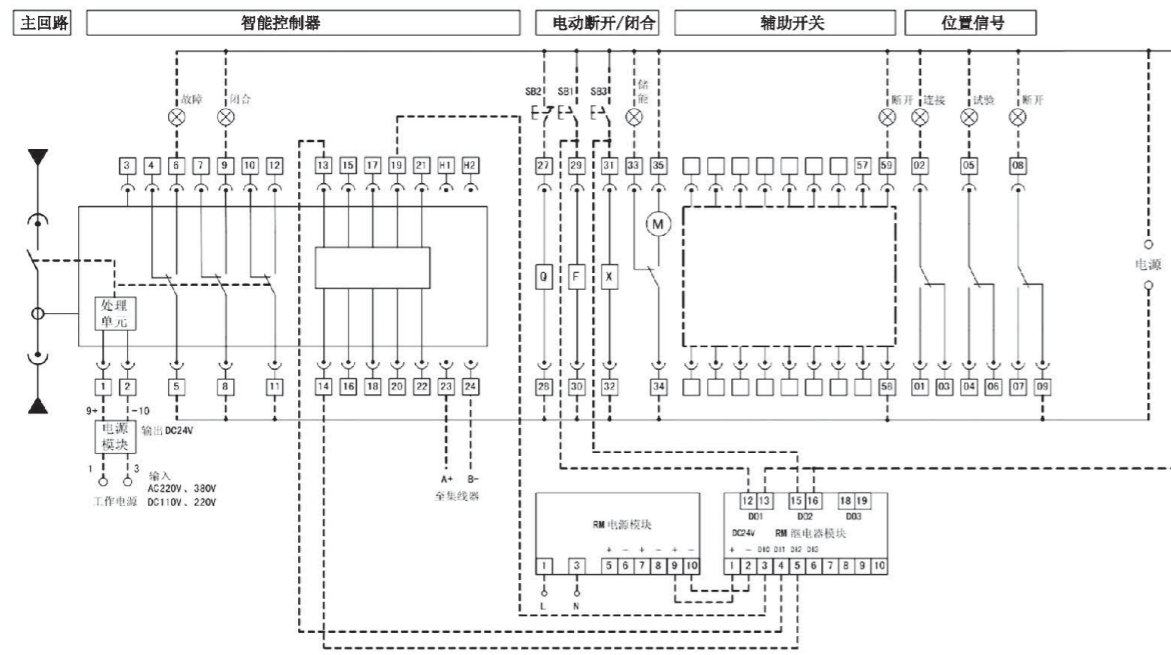 主回路 智能控制器 电动断开/闭合 辅助开关 位置信号
故障 闭合 SB2 SB1 SB3 储能 断开 连接 试验 断开
3 4 6 7 9 10 12 13 15 17 19 21 H1 H2 27 29 31 33 35 57 59 02 05 08
M
电源
Q F X
处理
单元
1 2 5 8 11 14 16 18 20 22 23 24 28 30 32 34 58 01 03 04 06 07 09
9+ -10
电源
模块
输出DC24V
1 3
输入
AC220V、380V
工作电源 DC110V、220V
A+ B-
至集线器
12 13 15 16 18 19
DO1 DO2 DO3
RM 电源模块
DC24V RM 继电器模块
+ - + - + -
+ - DI0 DI1 DI2 DI3
1 3 5 6 7 8 9 10
1 2 3 4 5 6 7 8 9 10
L N